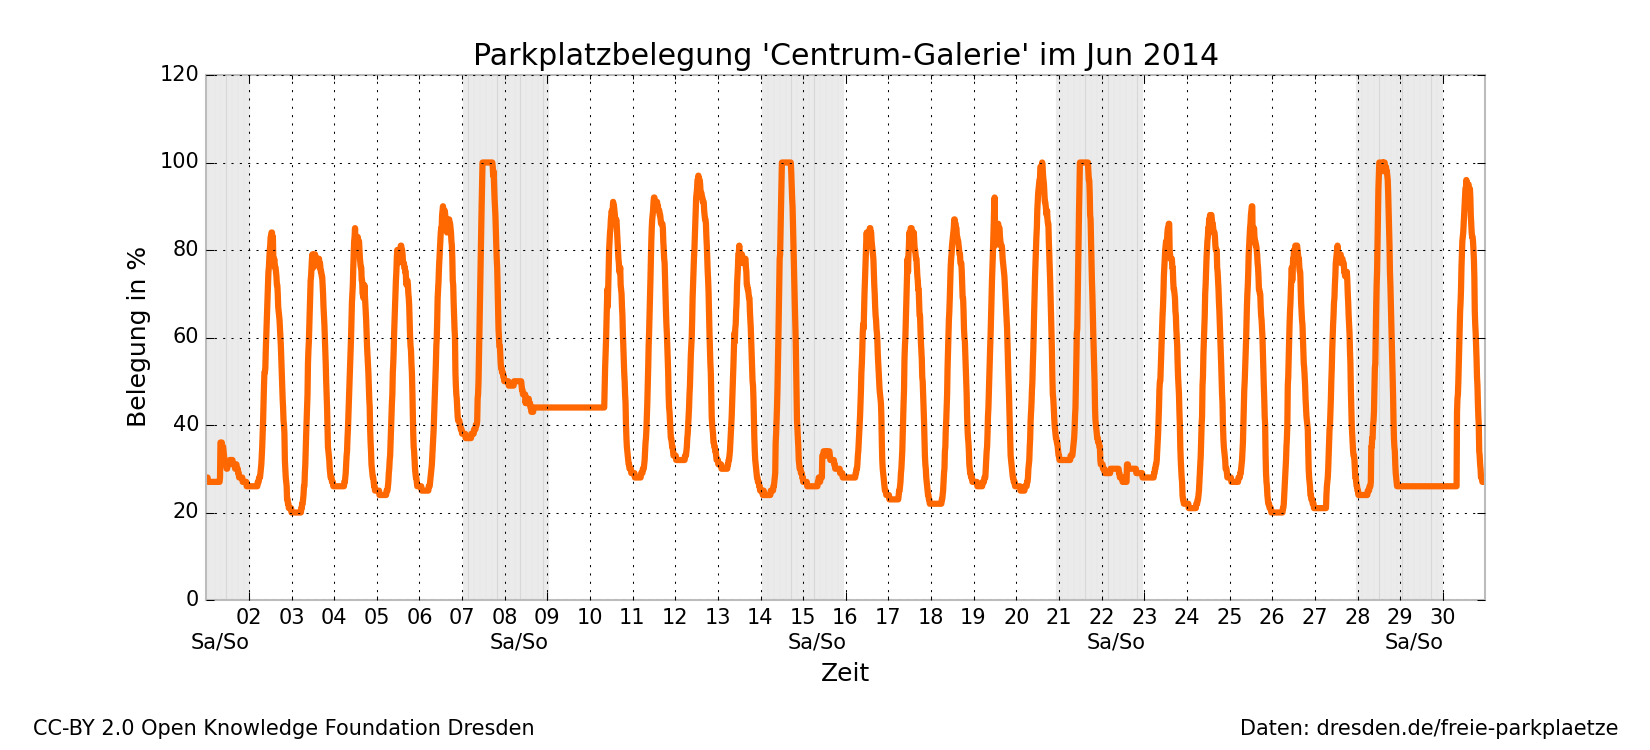 Parkplatzbelegung 'Centrum-Galerie' im Jun 2014
120
100
80
60
40
20
0
Belegung in %
02 03 04 05 06 07 08 09 10 11 12 13 14 15 16 17 18 19 20 21 22 23 24 25 26 27 28 29 30
Sa/So Sa/So Sa/So Sa/So Sa/So
Zeit
CC-BY 2.0 Open Knowledge Foundation Dresden
Daten: dresden.de/freie-parkplaetze